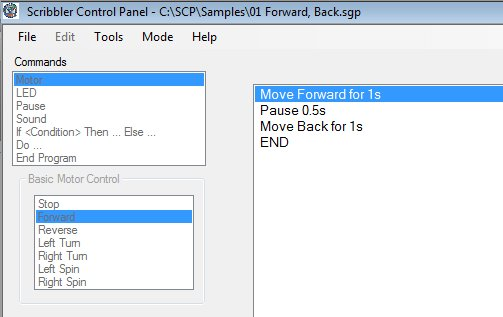 Scribbler Control Panel - C:\SCP\Samples\01 Forward, Back.sgp
File Edit Tools Mode Help
Commands
Motor
LED
Pause
Sound
If <Condition> Then ... Else ...
Do ...
End Program
Basic Motor Control
Stop
Forward
Reverse
Left Turn
Right Turn
Left Spin
Right Spin
Move Forward for 1s
Pause 0.5s
Move Back for 1s
END